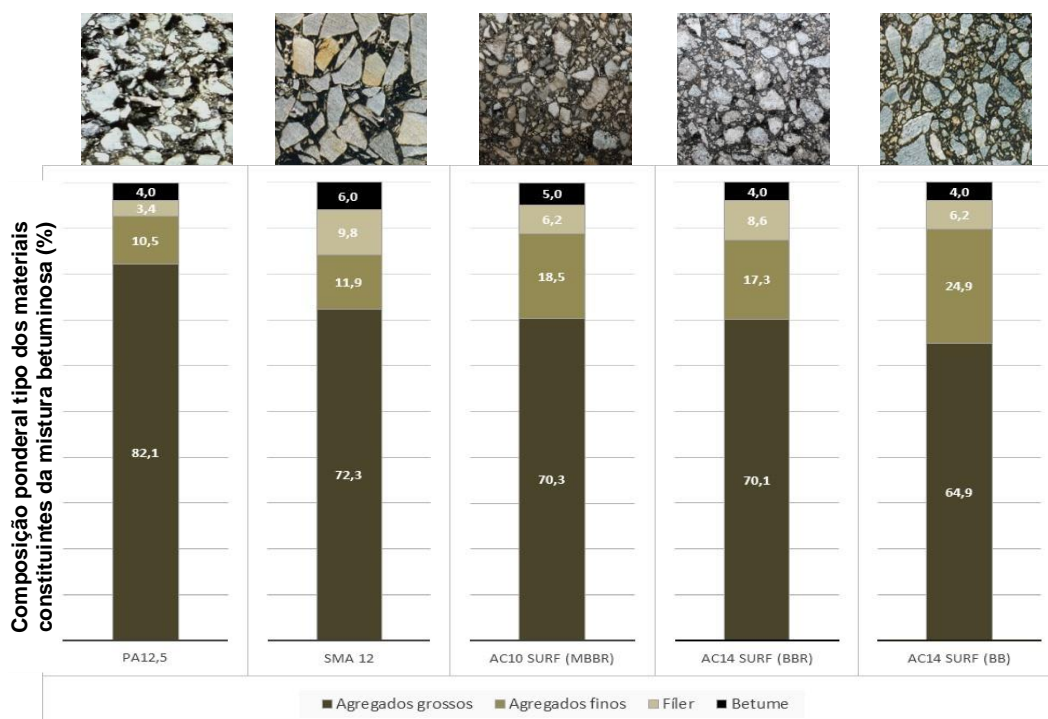 Composição ponderal tipo dos materiais
constituintes da mistura betuminosa (%)
4,0
3,4
10,5
82,1
PA12,5
6,0
9,8
11,9
72,3
SMA 12
5,0
6,2
18,5
70,3
AC10 SURF (MBBR)
4,0
8,6
17,3
70,1
AC14 SURF (BBR)
4,0
6,2
24,9
64,9
AC14 SURF (BB)
Agregados grossos Agregados finos Fíler Betume